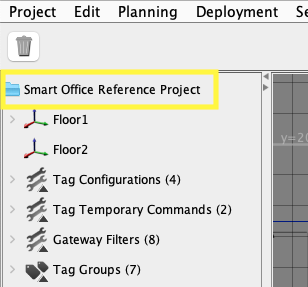 Project Edit Planning Deployment
Smart Office Reference Project
y=20
Floor1
Floor2
Tag Configurations (4)
Tag Temporary Commands (2)
Gateway Filters (8)
Tag Groups (7)